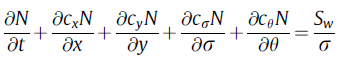 ∂N/∂t + ∂c_xN/∂x + ∂c_yN/∂y + ∂c_σN/∂σ + ∂c_θN/∂θ = S_w/σ